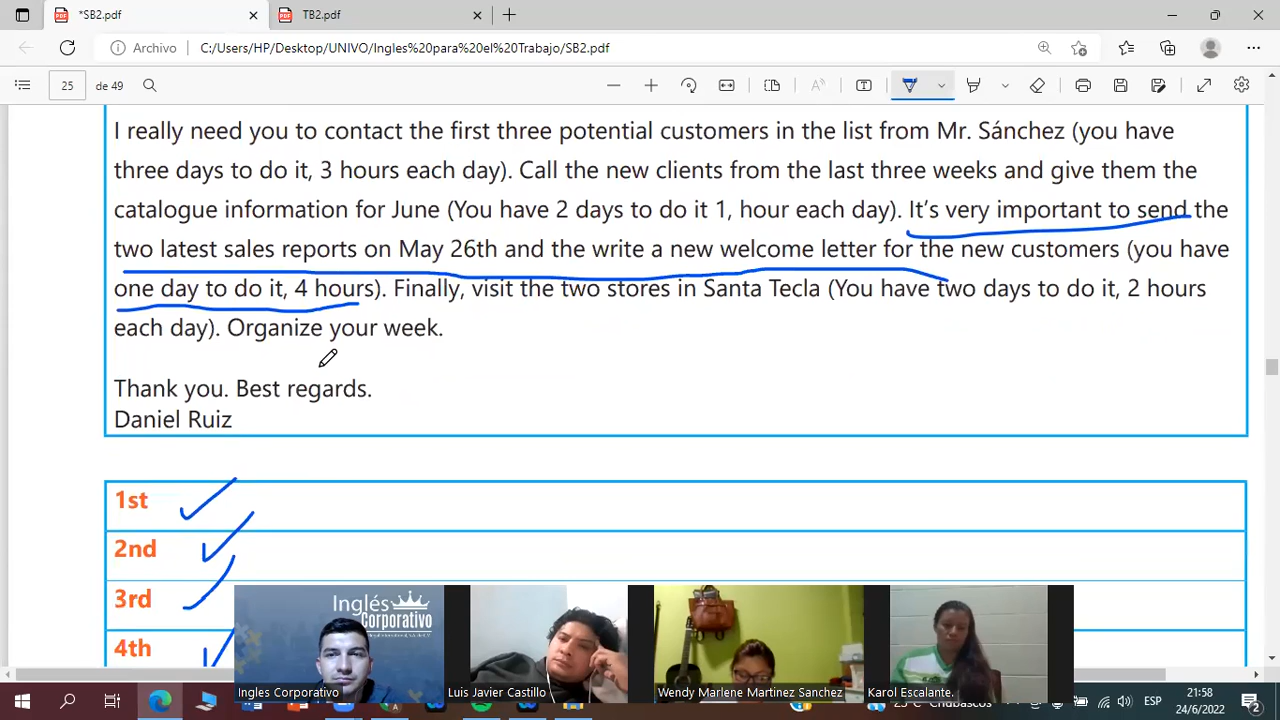 *SB2.pdf
TB2.pdf
Archivo
C:/Users/HP/Desktop/UNIVO/Ingles%20para%20el%20Trabajo/SB2.pdf
25
de 49
I really need you to contact the first three potential customers in the list from Mr. Sánchez (you have
three days to do it, 3 hours each day). Call the new clients from the last three weeks and give them the
catalogue information for June (You have 2 days to do it 1, hour each day). It's very important to send the
two latest sales reports on May 26th and the write a new welcome letter for the new customers (you have
one day to do it, 4 hours). Finally, visit the two stores in Santa Tecla (You have two days to do it, 2 hours
each day). Organize your week.
Thank you. Best regards.
Daniel Ruiz
1st
2nd
3rd
4th
Inglés
Corporativo
Ingles Corporativo
Luis Javier Castillo
Wendy Marlene Martinez Sanchez
Karol Escalante.
23°C Chubascos
ESP
21:58
24/6/2022
2